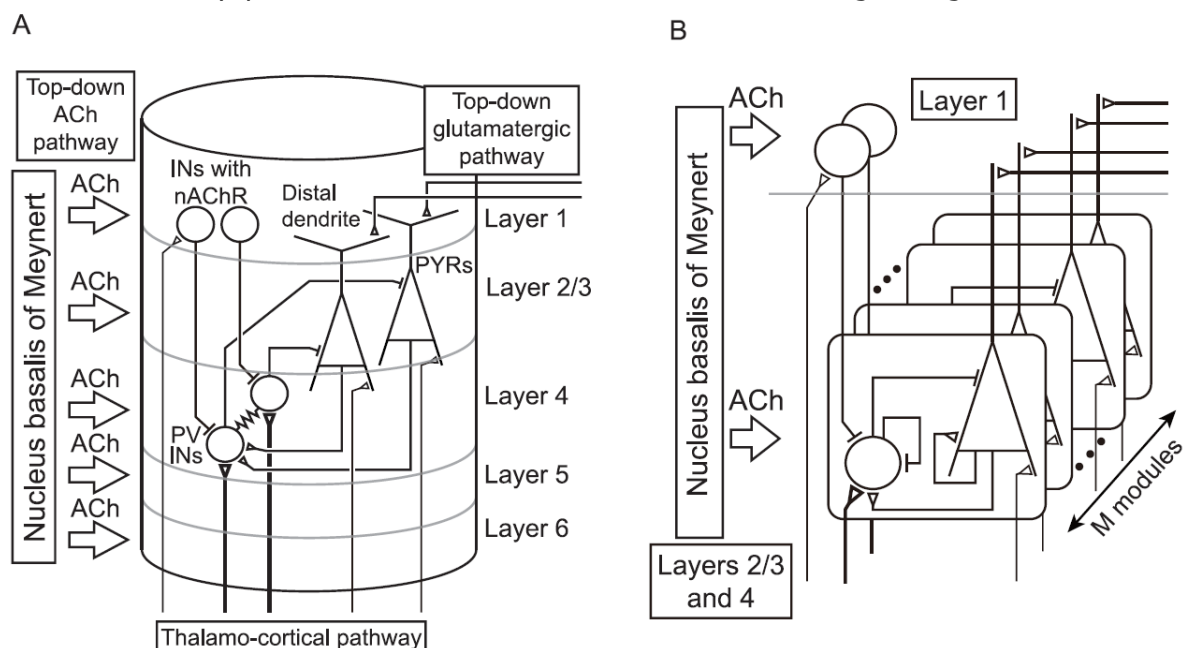 A
Top-down
ACh
pathway
Top-down
glutamatergic
pathway
Nucleus basalis of Meynert
ACh
ACh
ACh
ACh
ACh
INs with
nAChR
Distal
dendrite
PYRs
PV
INs
Layer 1
Layer 2/3
Layer 4
Layer 5
Layer 6
Thalamo-cortical pathway
B
Nucleus basalis of Meynert
ACh
ACh
Layer 1
Layers 2/3
and 4
M modules